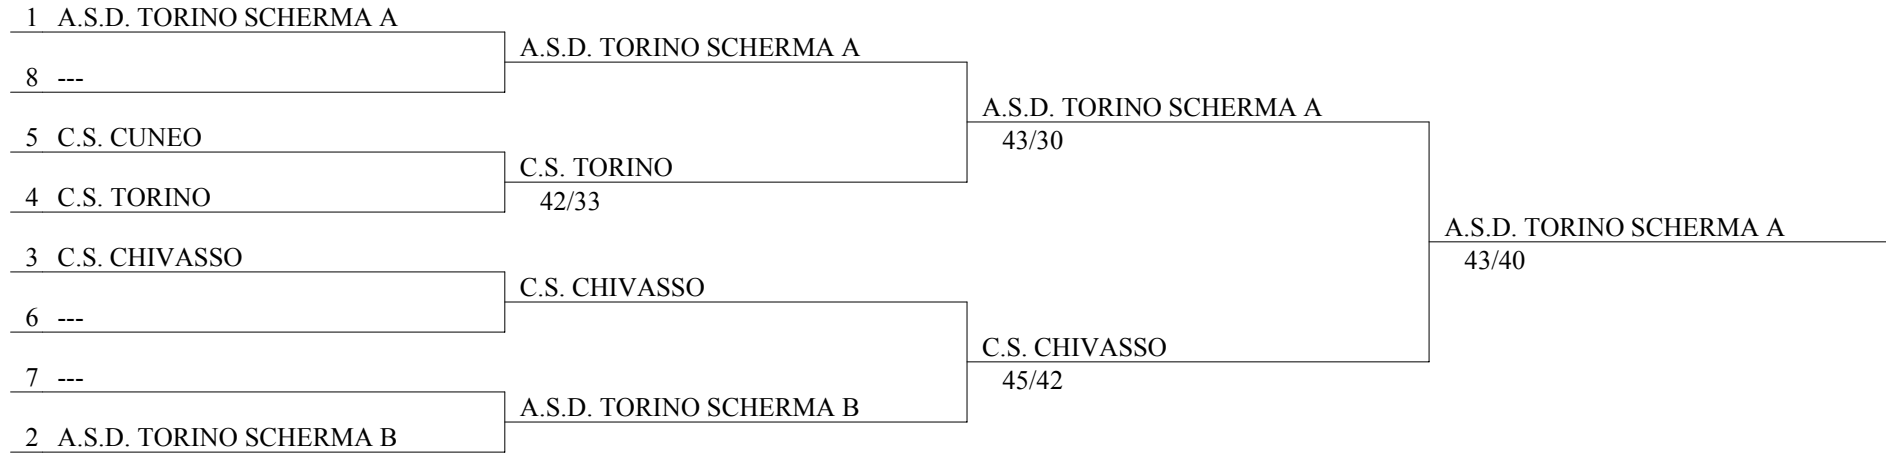 1 A.S.D. TORINO SCHERMA A
8 ---
5 C.S. CUNEO
4 C.S. TORINO
3 C.S. CHIVASSO
6 ---
7 ---
2 A.S.D. TORINO SCHERMA B
A.S.D. TORINO SCHERMA A
C.S. TORINO
42/33
C.S. CHIVASSO
A.S.D. TORINO SCHERMA B
A.S.D. TORINO SCHERMA A
43/30
C.S. CHIVASSO
45/42
A.S.D. TORINO SCHERMA A
43/40